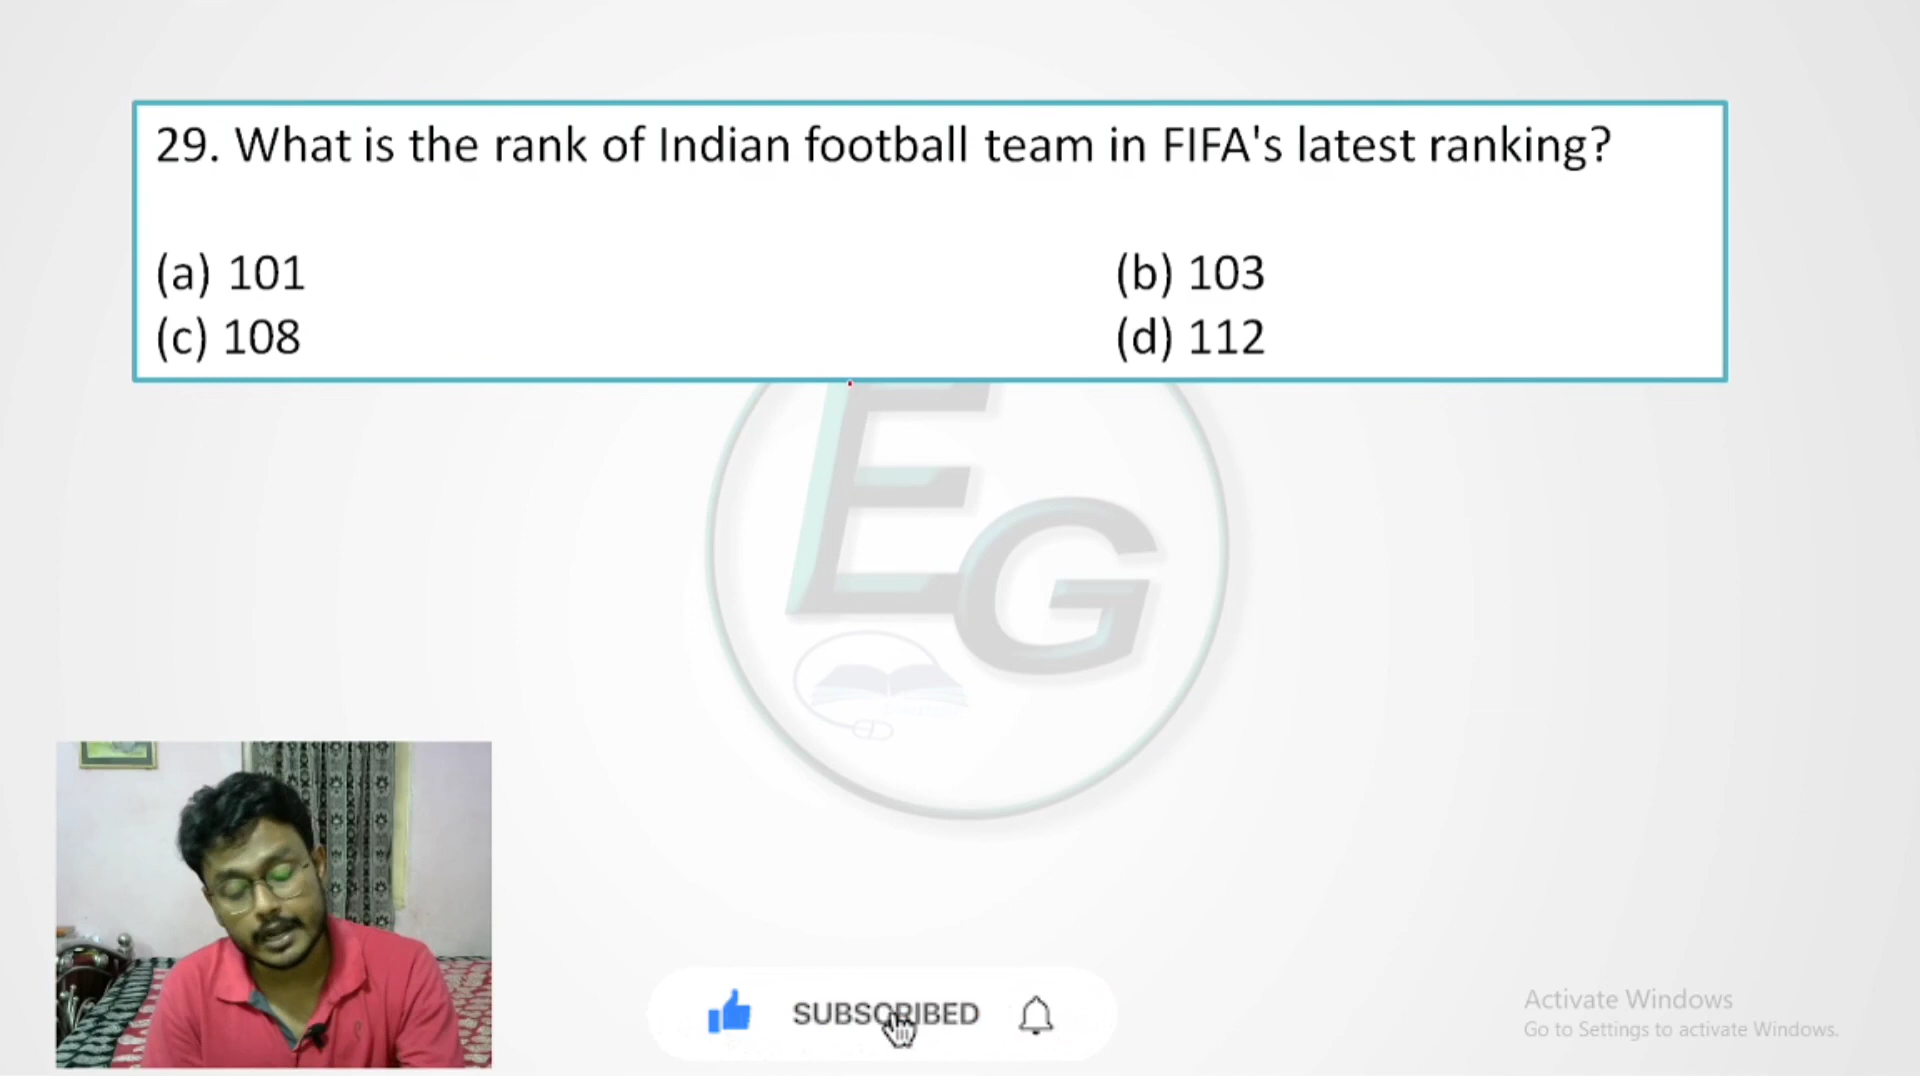 29. What is the rank of Indian football team in FIFA's latest ranking?
(a) 101
(b) 103
(c) 108
(d) 112
EG
SUBSCRIBED
Activate Windows
Go to Settings to activate Windows.